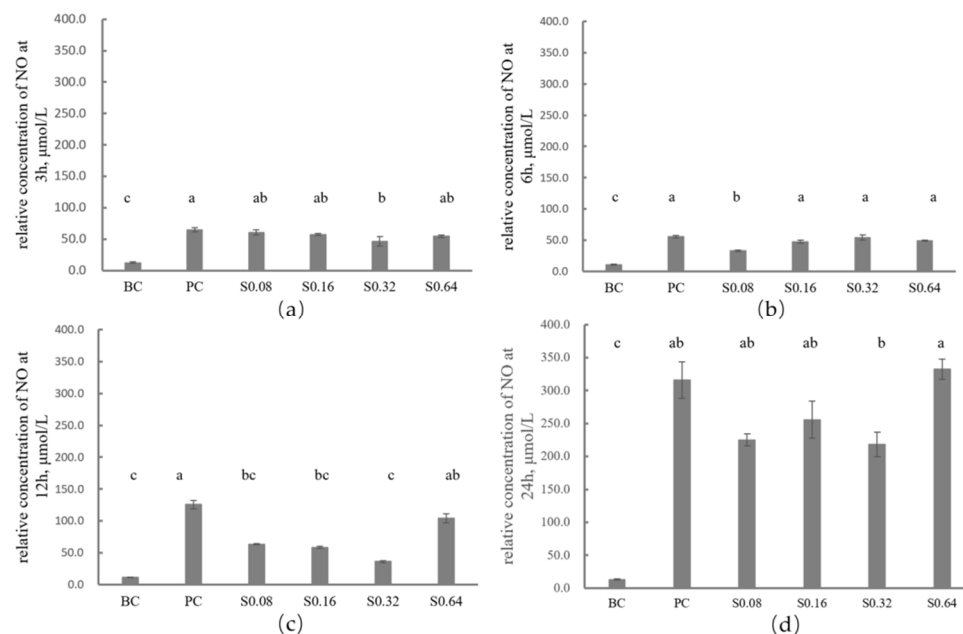 relative concentration of NO at
3h, μmol/L
400.0
350.0
300.0
250.0
200.0
150.0
100.0
50.0
0.0
c a ab ab b ab
BC PC S0.08 S0.16 S0.32 S0.64
(a)
relative concentration of NO at
6h, μmol/L
400.0
350.0
300.0
250.0
200.0
150.0
100.0
50.0
0.0
c a b a a a
BC PC S0.08 S0.16 S0.32 S0.64
(b)
relative concentration of NO at
12h, μmol/L
400.0
350.0
300.0
250.0
200.0
150.0
100.0
50.0
0.0
c a bc bc c ab
BC PC S0.08 S0.16 S0.32 S0.64
(c)
relative concentration of NO at
24h, μmol/L
400.0
350.0
300.0
250.0
200.0
150.0
100.0
50.0
0.0
c ab ab ab b a
BC PC S0.08 S0.16 S0.32 S0.64
(d)